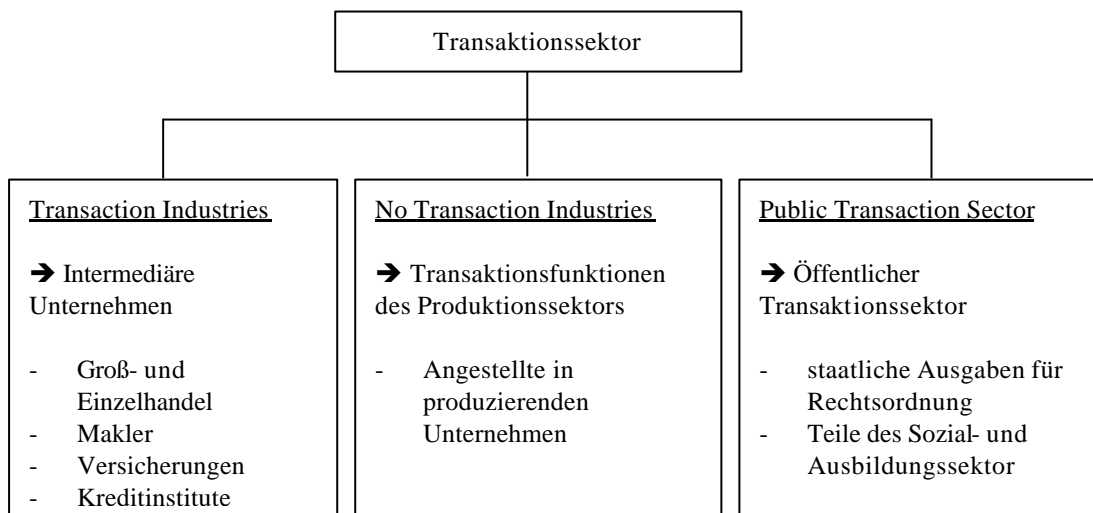 Transaktionssektor
Transaction Industries
➔ Intermediäre
Unternehmen
- Groß- und
Einzelhandel
- Makler
- Versicherungen
- Kreditinstitute
No Transaction Industries
➔ Transaktionsfunktionen
des Produktionssektors
- Angestellte in
produzierenden
Unternehmen
Public Transaction Sector
➔ Öffentlicher
Transaktionssektor
- staatliche Ausgaben für
Rechtsordnung
- Teile des Sozial- und
Ausbildungssektor